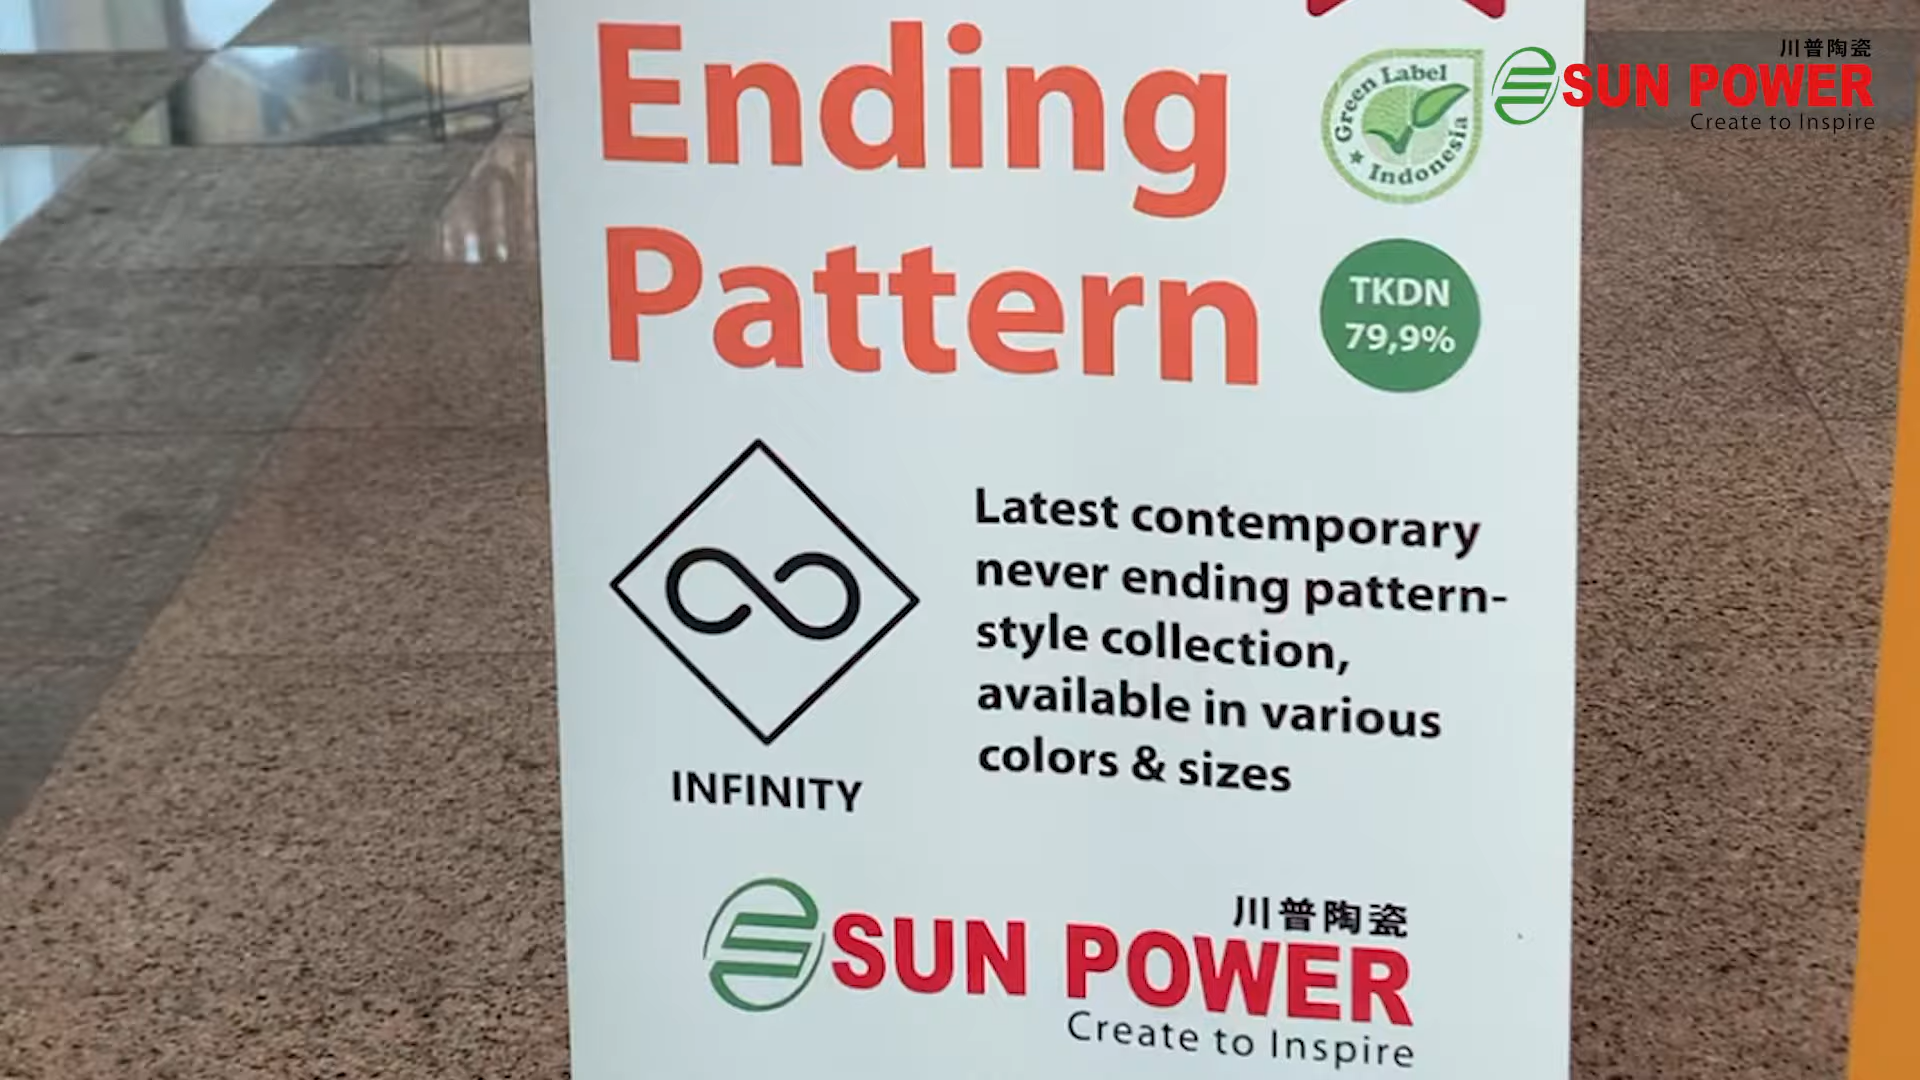 Ending
Pattern
Green Label
Indonesia
TKDN
79,9%
Latest contemporary
never ending pattern-
style collection,
available in various
colors & sizes
INFINITY
川普陶瓷
SUN POWER
Create to Inspire
川普陶瓷
SUN POWER
Create to Inspire